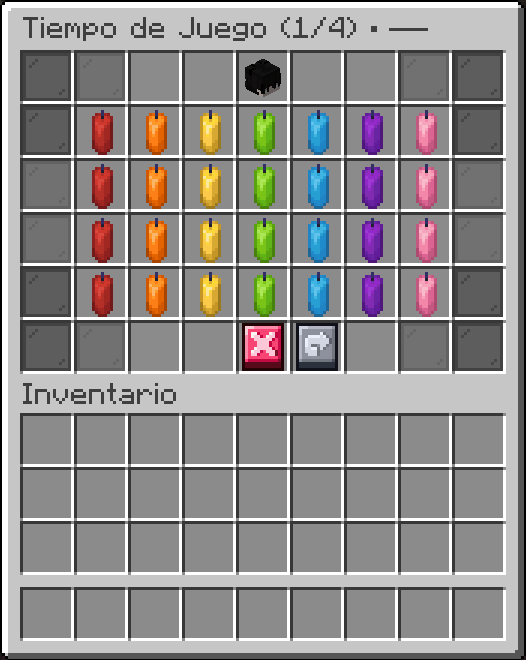 Tiempo de Juego (1/4) • ──
Inventario